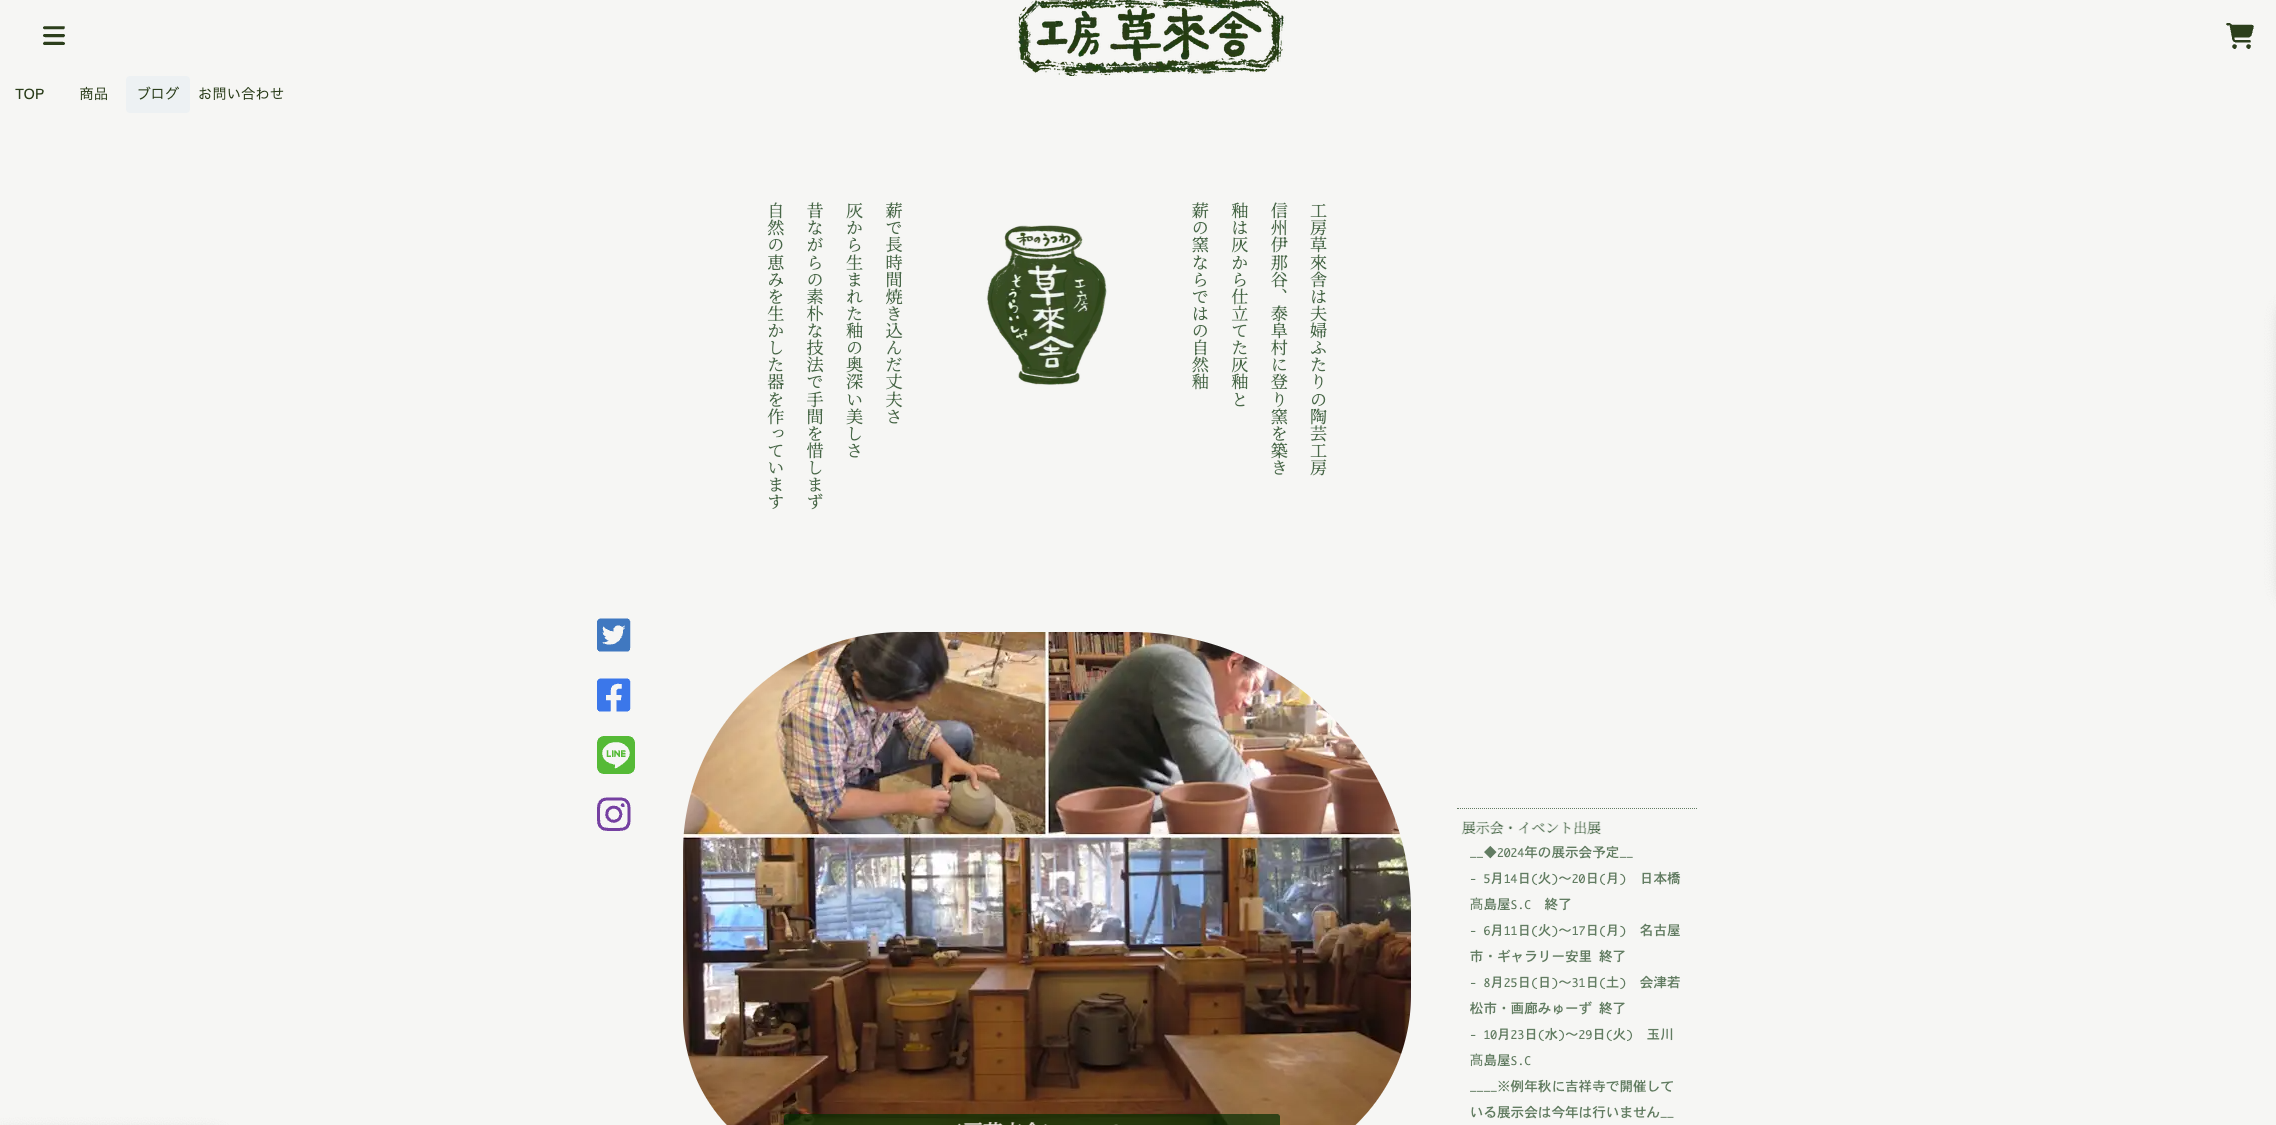 工房 草來舎
TOP
商品
ブログ
お問い合わせ
工房草來舎は夫婦ふたりの陶芸工房
信州伊那谷、泰阜村に登り窯を築き
釉は灰から仕立てた灰釉と
薪の窯ならではの自然釉
和のうつわ
工房
草來舎
そうらいしゃ
薪で長時間焼き込んだ丈夫さ
灰から生まれた釉の奥深い美しさ
昔ながらの素朴な技法で手間を惜しまず
自然の恵みを生かした器を作っています
LINE
展示会・イベント出展
__◆2024年の展示会予定__
- 5月14日(火)〜20日(月)　日本橋
髙島屋S.C　終了
- 6月11日(火)〜17日(月)　名古屋
市・ギャラリー安里 終了
- 8月25日(日)〜31日(土)　会津若
松市・画廊みゅーず 終了
- 10月23日(水)〜29日(火)　玉川
髙島屋S.C
____※例年秋に吉祥寺で開催して
いる展示会は今年は行いません__